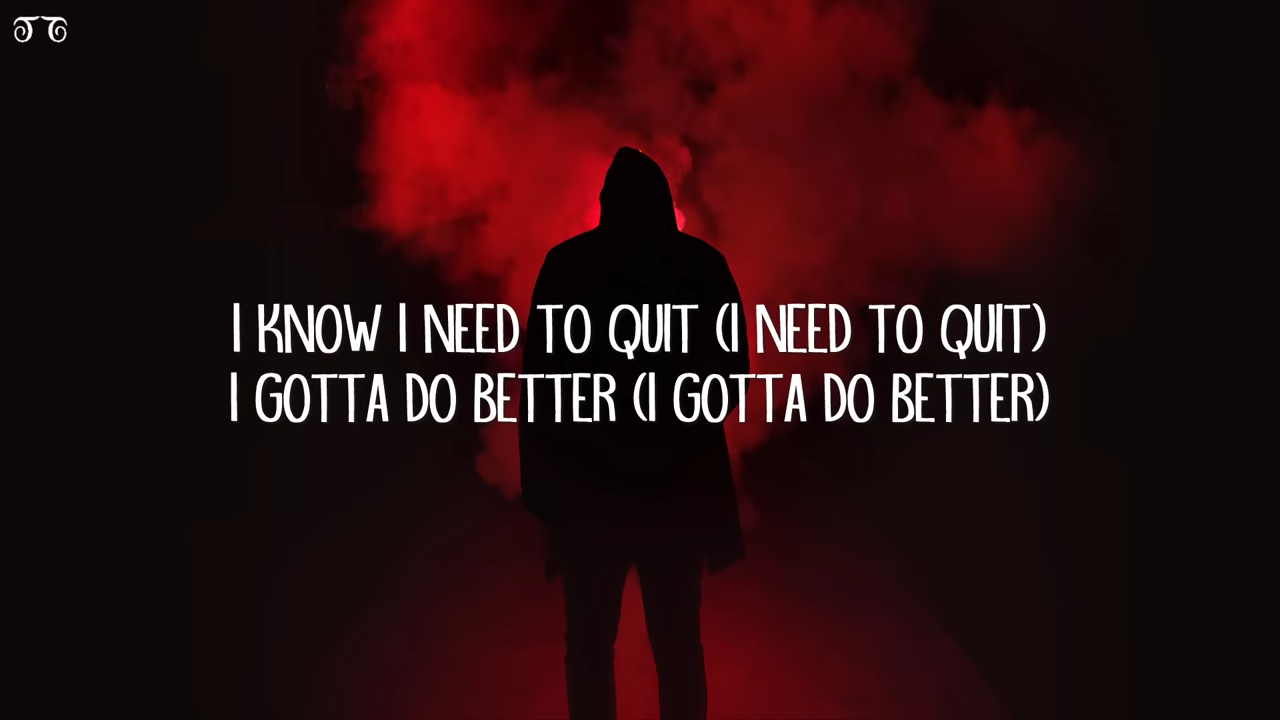 I KNOW I NEED TO QUIT (I NEED TO QUIT)
I GOTTA DO BETTER (I GOTTA DO BETTER)